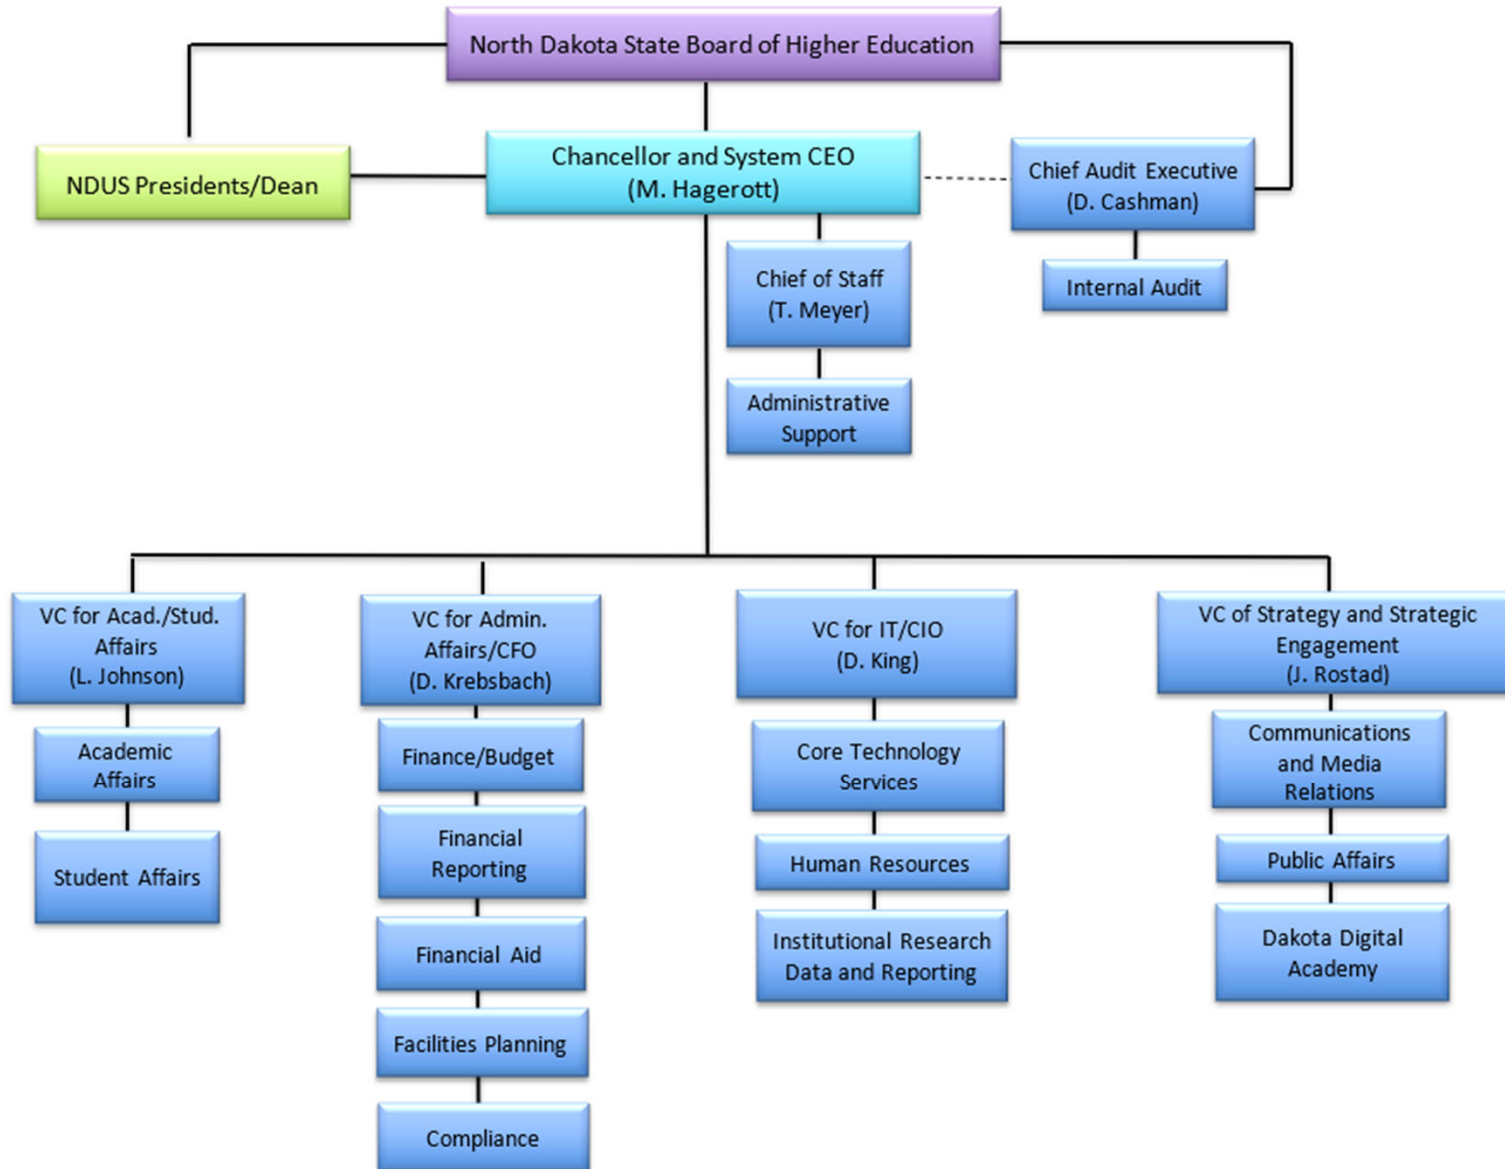 North Dakota State Board of Higher Education
NDUS Presidents/Dean
Chancellor and System CEO
(M. Hagerott)
Chief Audit Executive
(D. Cashman)
Internal Audit
Chief of Staff
(T. Meyer)
Administrative
Support
VC for Acad./Stud.
Affairs
(L. Johnson)
Academic
Affairs
Student Affairs
VC for Admin.
Affairs/CFO
(D. Krebsbach)
Finance/Budget
Financial
Reporting
Financial Aid
Facilities Planning
Compliance
VC for IT/CIO
(D. King)
Core Technology
Services
Human Resources
Institutional Research
Data and Reporting
VC of Strategy and Strategic
Engagement
(J. Rostad)
Communications
and Media
Relations
Public Affairs
Dakota Digital
Academy